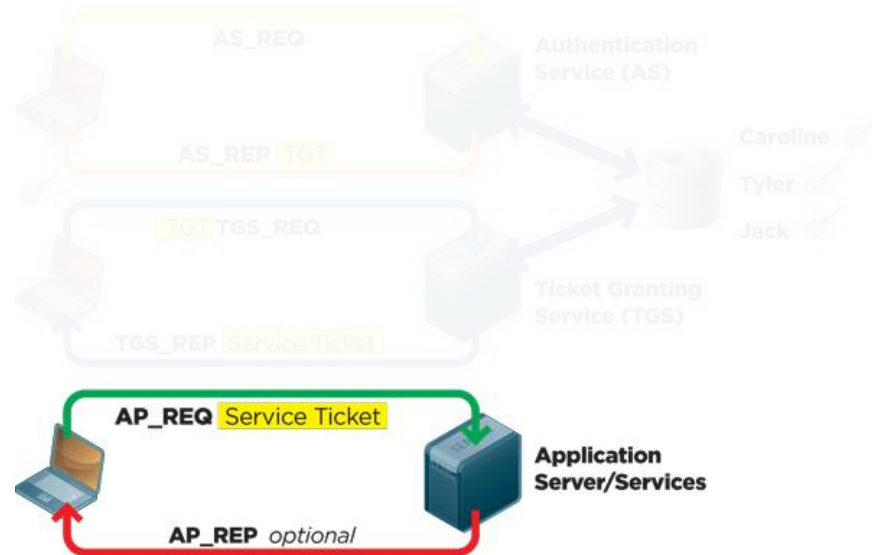 AS_REQ
Authentication
Service (AS)
AS_REP TGT
Caroline
Tyler
Jack
TGT TGS_REQ
Ticket Granting
Service (TGS)
TGS_REP Service Ticket
AP_REQ Service Ticket
Application
Server/Services
AP_REP optional